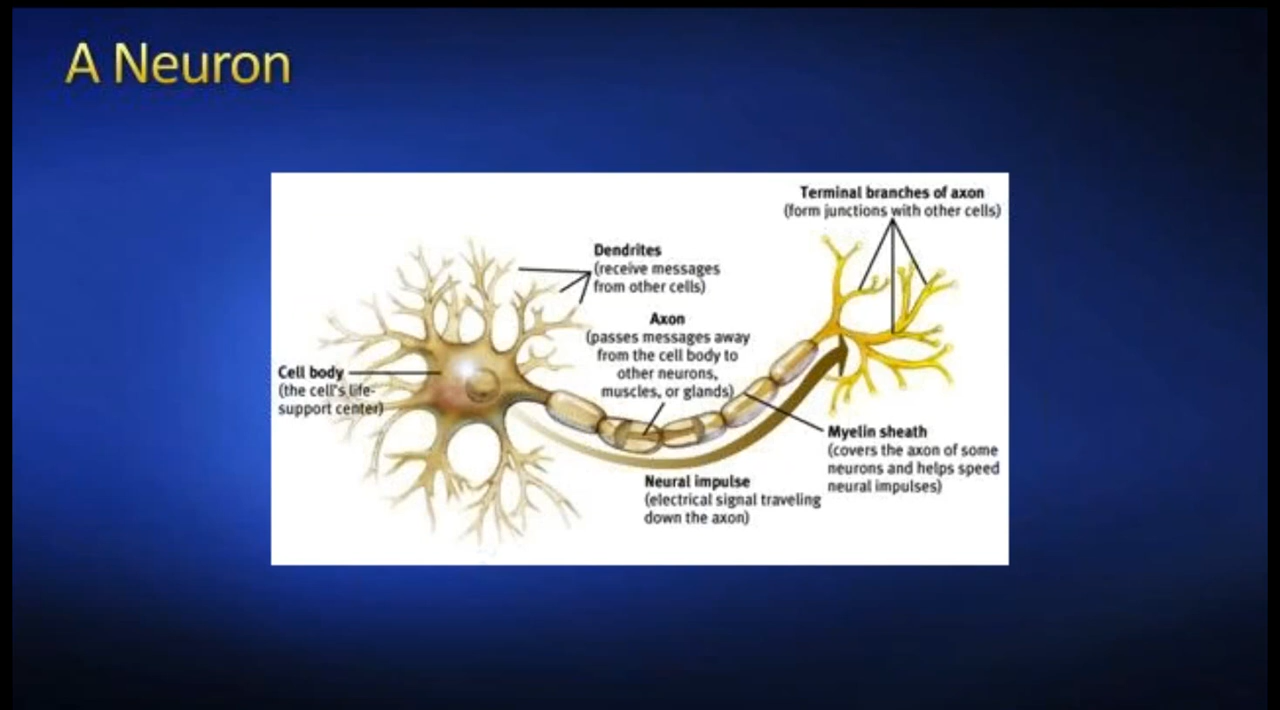 A Neuron
Terminal branches of axon
(form junctions with other cells)
Dendrites
(receive messages
from other cells)
Axon
(passes messages away
from the cell body to
other neurons,
muscles, or glands)
Cell body
(the cell's life-
support center)
Myelin sheath
(covers the axon of some
neurons and helps speed
neural impulses)
Neural impulse
(electrical signal traveling
down the axon)